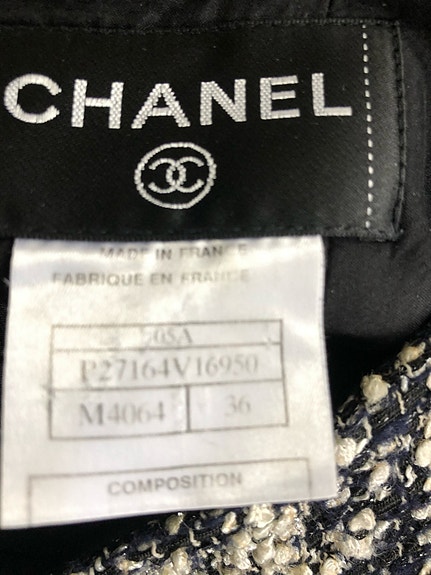 CHANEL
MADE IN FRANCE
FABRIQUE EN FRANCE
05A
P27164V16950
M4064 36
COMPOSITION